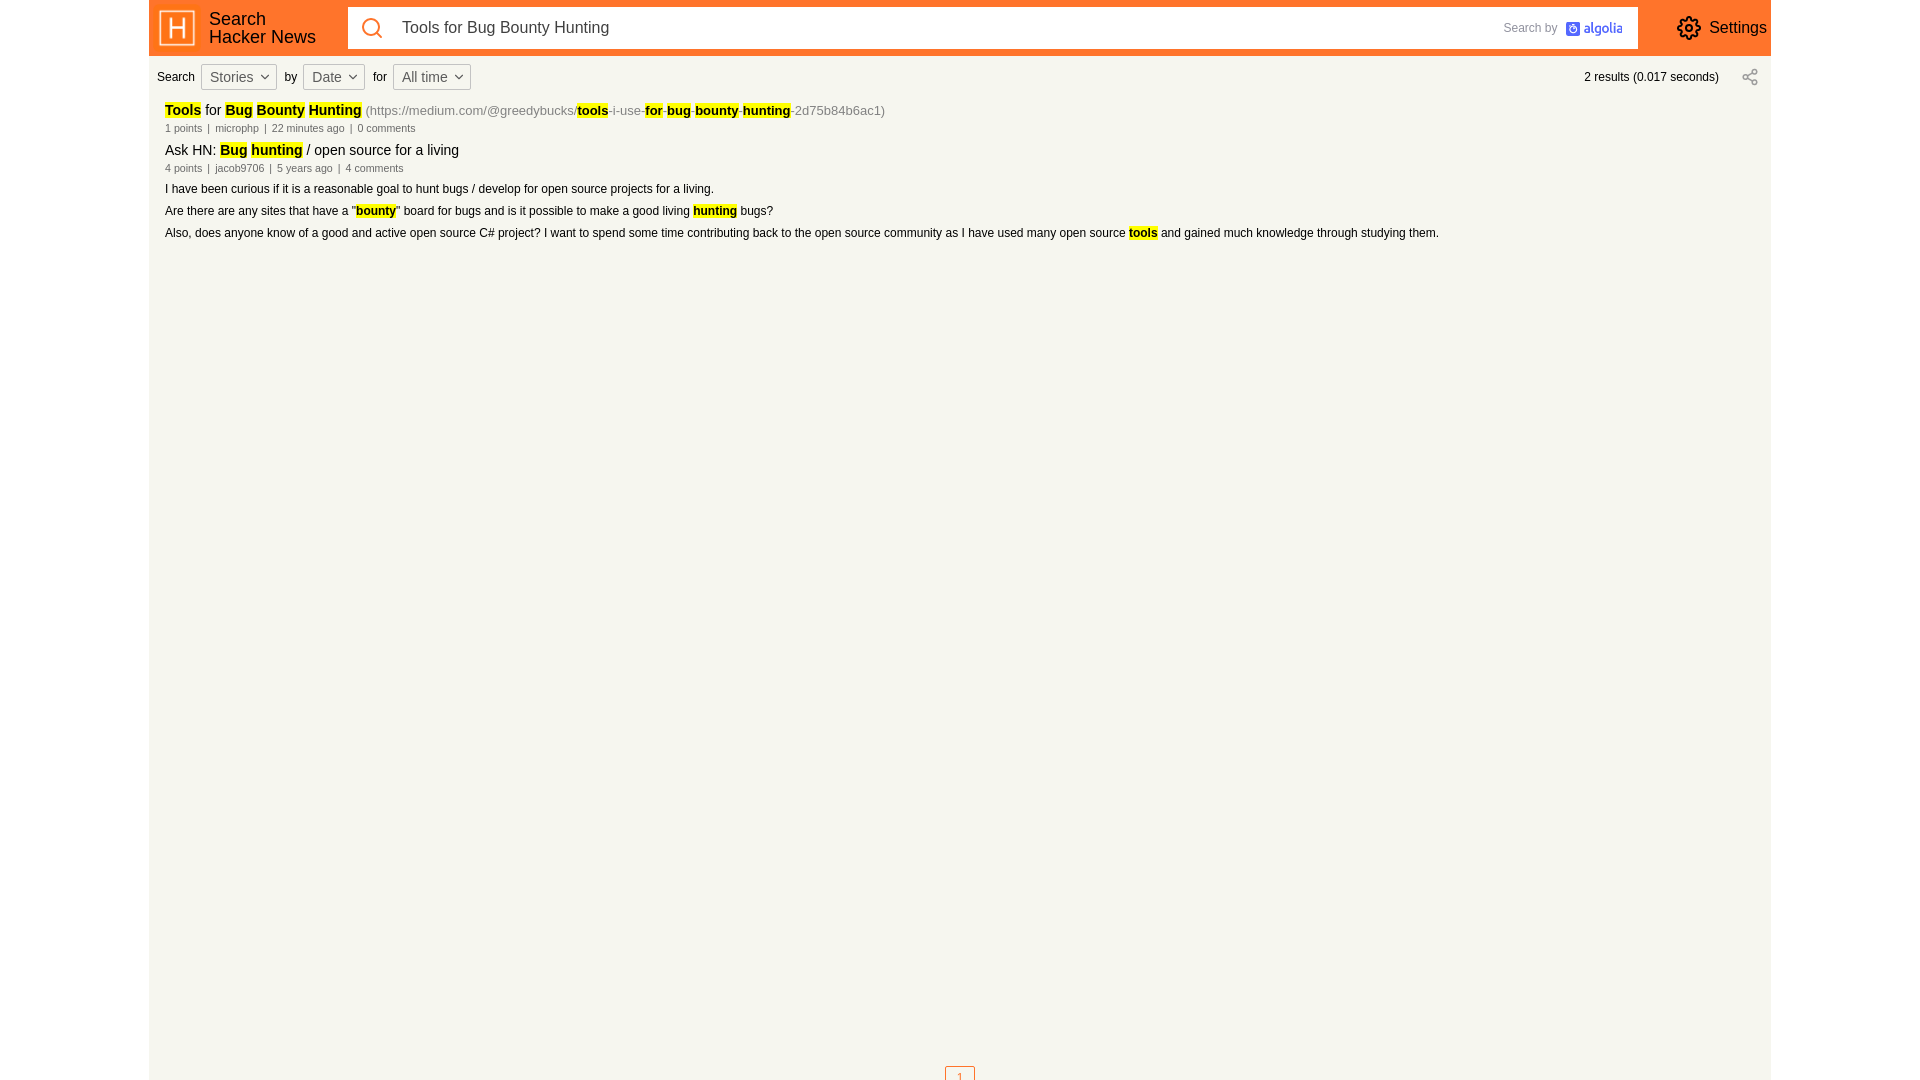 Search
Hacker News
Tools for Bug Bounty Hunting
Search by algolia
Settings
Search Stories by Date for All time
2 results (0.017 seconds)
Tools for Bug Bounty Hunting (https://medium.com/@greedybucks/tools-i-use-for-bug-bounty-hunting-2d75b84b6ac1)
1 points | microphp | 22 minutes ago | 0 comments
Ask HN: Bug hunting / open source for a living
4 points | jacob9706 | 5 years ago | 4 comments
I have been curious if it is a reasonable goal to hunt bugs / develop for open source projects for a living.
Are there are any sites that have a "bounty" board for bugs and is it possible to make a good living hunting bugs?
Also, does anyone know of a good and active open source C# project? I want to spend some time contributing back to the open source community as I have used many open source tools and gained much knowledge through studying them.
1